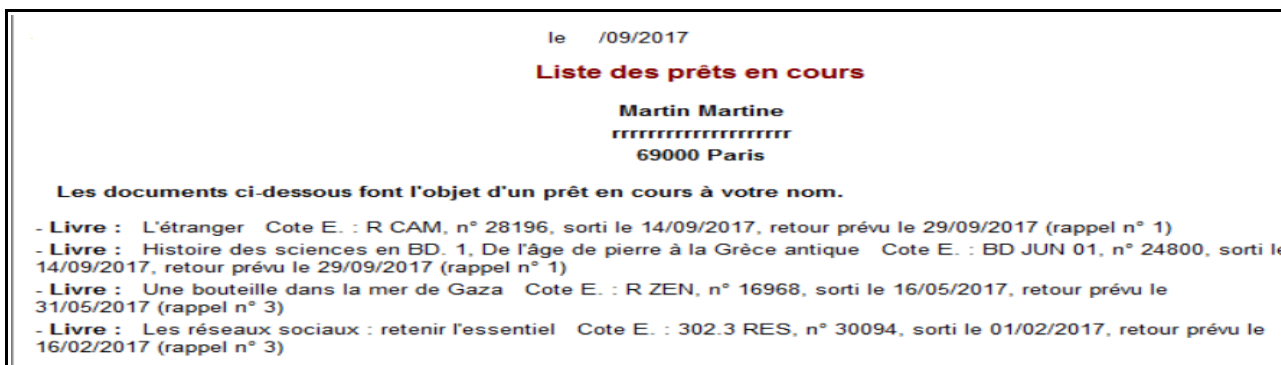 le /09/2017
Liste des prêts en cours
Martin Martine
rrrrrrrrrrrrrrrrrrrr
69000 Paris
Les documents ci-dessous font l'objet d'un prêt en cours à votre nom.
- Livre : L'étranger Cote E. : R CAM, n° 28196, sorti le 14/09/2017, retour prévu le 29/09/2017 (rappel n° 1)
- Livre : Histoire des sciences en BD. 1, De l'âge de pierre à la Grèce antique Cote E. : BD JUN 01, n° 24800, sorti le
14/09/2017, retour prévu le 29/09/2017 (rappel n° 1)
- Livre : Une bouteille dans la mer de Gaza Cote E. : R ZEN, n° 16968, sorti le 16/05/2017, retour prévu le
31/05/2017 (rappel n° 3)
- Livre : Les réseaux sociaux : retenir l'essentiel Cote E. : 302.3 RES, n° 30094, sorti le 01/02/2017, retour prévu le
16/02/2017 (rappel n° 3)